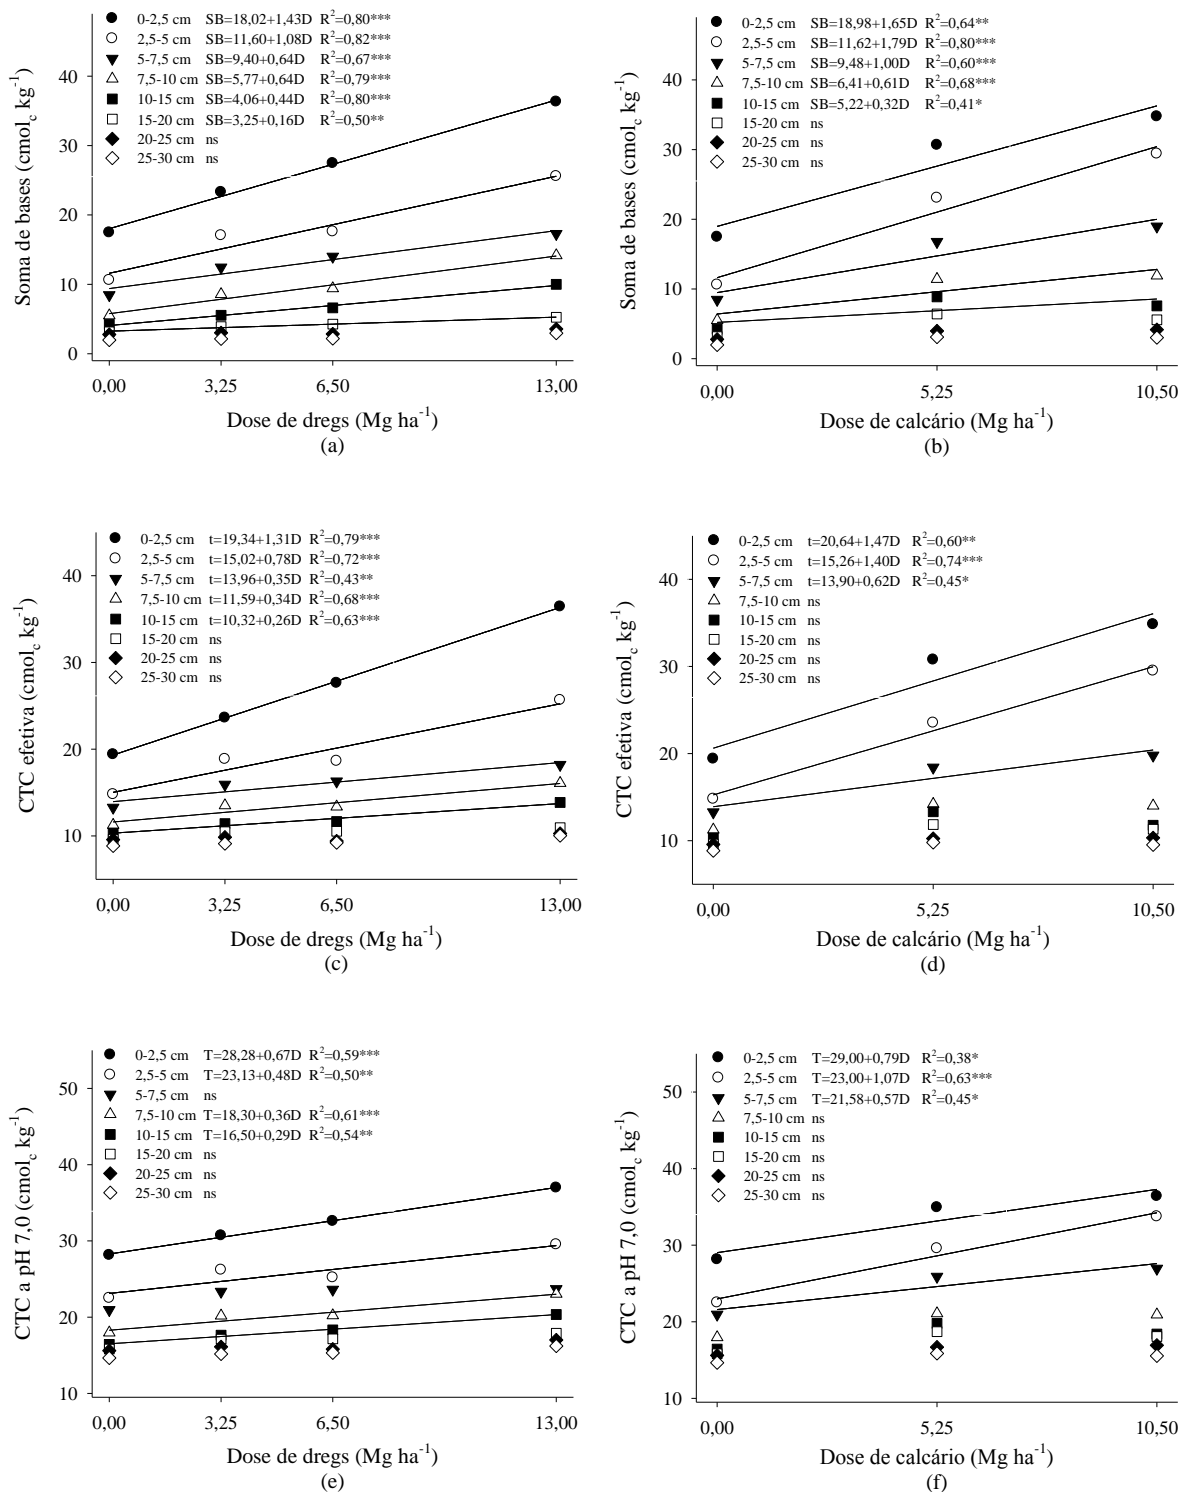 0-2,5 cm SB=18,02+1,43D R²=0,80***
2,5-5 cm SB=11,60+1,08D R²=0,82***
5-7,5 cm SB=9,40+0,64D R²=0,67***
7,5-10 cm SB=5,77+0,64D R²=0,79***
10-15 cm SB=4,06+0,44D R²=0,80***
15-20 cm SB=3,25+0,16D R²=0,50**
20-25 cm ns
25-30 cm ns
Soma de bases (cmolc kg-1)
40
30
20
10
0
0,00 3,25 6,50 13,00
Dose de dregs (Mg ha-1)
(a)
0-2,5 cm SB=18,98+1,65D R²=0,64**
2,5-5 cm SB=11,62+1,79D R²=0,80***
5-7,5 cm SB=9,48+1,00D R²=0,60***
7,5-10 cm SB=6,41+0,61D R²=0,68***
10-15 cm SB=5,22+0,32D R²=0,41*
15-20 cm ns
20-25 cm ns
25-30 cm ns
Soma de bases (cmolc kg-1)
40
30
20
10
0
0,00 5,25 10,50
Dose de calcário (Mg ha-1)
(b)
0-2,5 cm t=19,34+1,31D R²=0,79***
2,5-5 cm t=15,02+0,78D R²=0,72***
5-7,5 cm t=13,96+0,35D R²=0,43**
7,5-10 cm t=11,59+0,34D R²=0,68***
10-15 cm t=10,32+0,26D R²=0,63***
15-20 cm ns
20-25 cm ns
25-30 cm ns
CTC efetiva (cmolc kg-1)
40
30
20
10
0,00 3,25 6,50 13,00
Dose de dregs (Mg ha-1)
(c)
0-2,5 cm t=20,64+1,47D R²=0,60**
2,5-5 cm t=15,26+1,40D R²=0,74***
5-7,5 cm t=13,90+0,62D R²=0,45*
7,5-10 cm ns
10-15 cm ns
15-20 cm ns
20-25 cm ns
25-30 cm ns
CTC efetiva (cmolc kg-1)
40
30
20
10
0,00 5,25 10,50
Dose de calcário (Mg ha-1)
(d)
0-2,5 cm T=28,28+0,67D R²=0,59***
2,5-5 cm T=23,13+0,48D R²=0,50**
5-7,5 cm ns
7,5-10 cm T=18,30+0,36D R²=0,61***
10-15 cm T=16,50+0,29D R²=0,54**
15-20 cm ns
20-25 cm ns
25-30 cm ns
CTC a pH 7,0 (cmolc kg-1)
50
40
30
20
10
0,00 3,25 6,50 13,00
Dose de dregs (Mg ha-1)
(e)
0-2,5 cm T=29,00+0,79D R²=0,38*
2,5-5 cm T=23,00+1,07D R²=0,63***
5-7,5 cm T=21,58+0,57D R²=0,45*
7,5-10 cm ns
10-15 cm ns
15-20 cm ns
20-25 cm ns
25-30 cm ns
CTC a pH 7,0 (cmolc kg-1)
50
40
30
20
10
0,00 5,25 10,50
Dose de calcário (Mg ha-1)
(f)